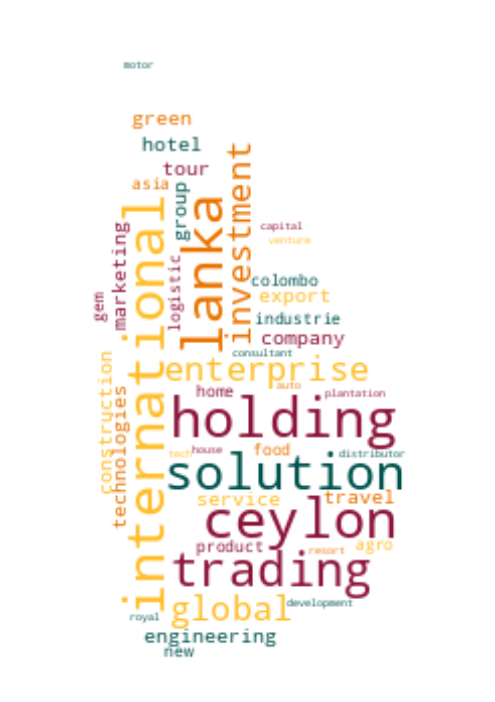 motor
green
hotel
tour
asia
group
lanka
investment
international
marketing
gem
logistic
capital
venture
colombo
export
industrie
company
consultant
enterprise
construction
technologies
home
auto
plantation
holding
tech
house
food
distributor
solution
service
travel
ceylon
product
resort
agro
trading
global
development
royal
engineering
new